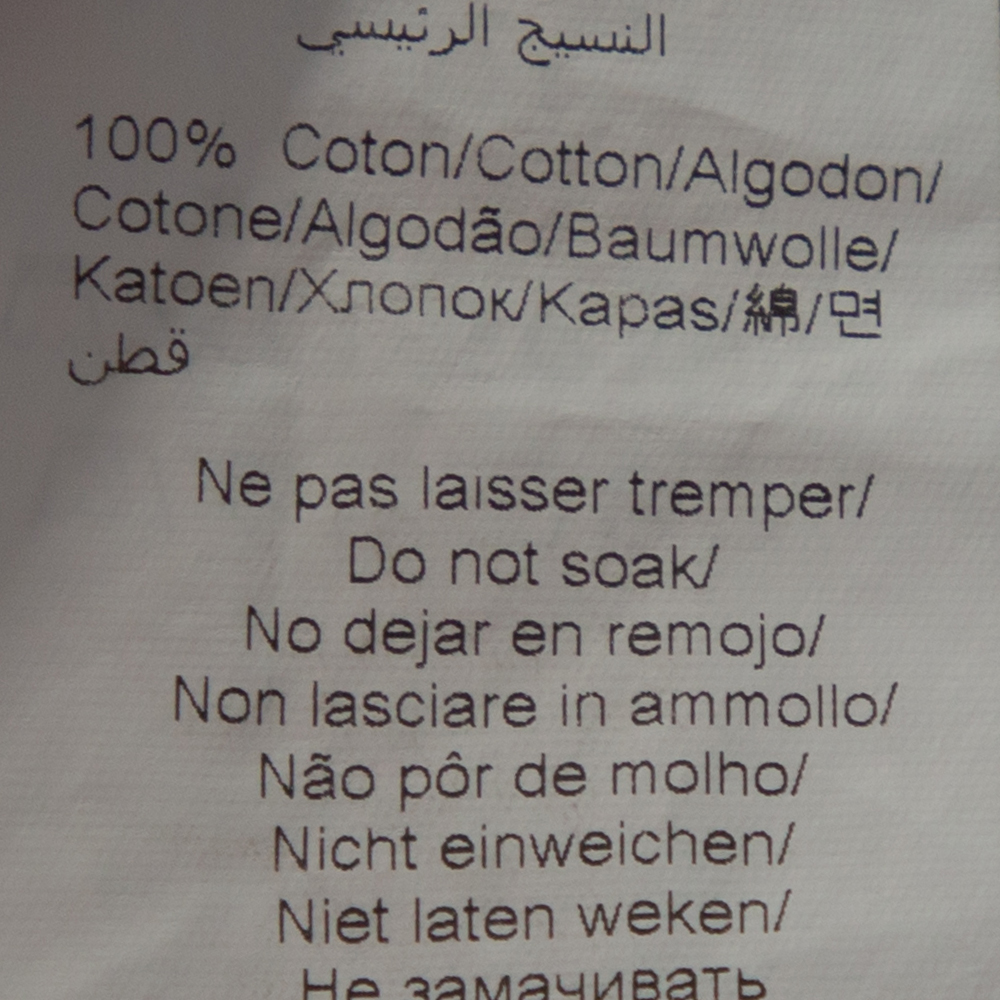 النسيج الرئيسي
100% Coton/Cotton/Algodon/
Cotone/Algodão/Baumwolle/
Katoen/Хлопок/Kapas/綿/면
قطن
Ne pas laisser tremper/
Do not soak/
No dejar en remojo/
Non lasciare in ammollo/
Não pôr de molho/
Nicht einweichen/
Niet laten weken/
Не замачивать